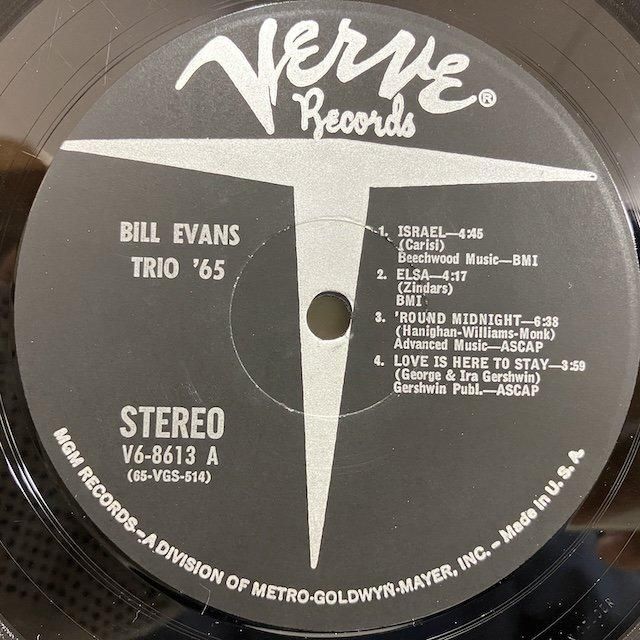 VERVE ®
Records
BILL EVANS
TRIO '65
1. ISRAEL—4:45
(Carisi)
Beechwood Music—BMI
2. ELSA—4:17
(Zindars)
BMI
3. 'ROUND MIDNIGHT—6:38
(Hanighan-Williams-Monk)
Advanced Music—ASCAP
4. LOVE IS HERE TO STAY—3:59
(George & Ira Gershwin)
Gershwin Publ.—ASCAP
STEREO
V6-8613 A
(65-VGS-514)
MGM RECORDS—A DIVISION OF METRO-GOLDWYN-MAYER, INC.—Made in U. S. A.